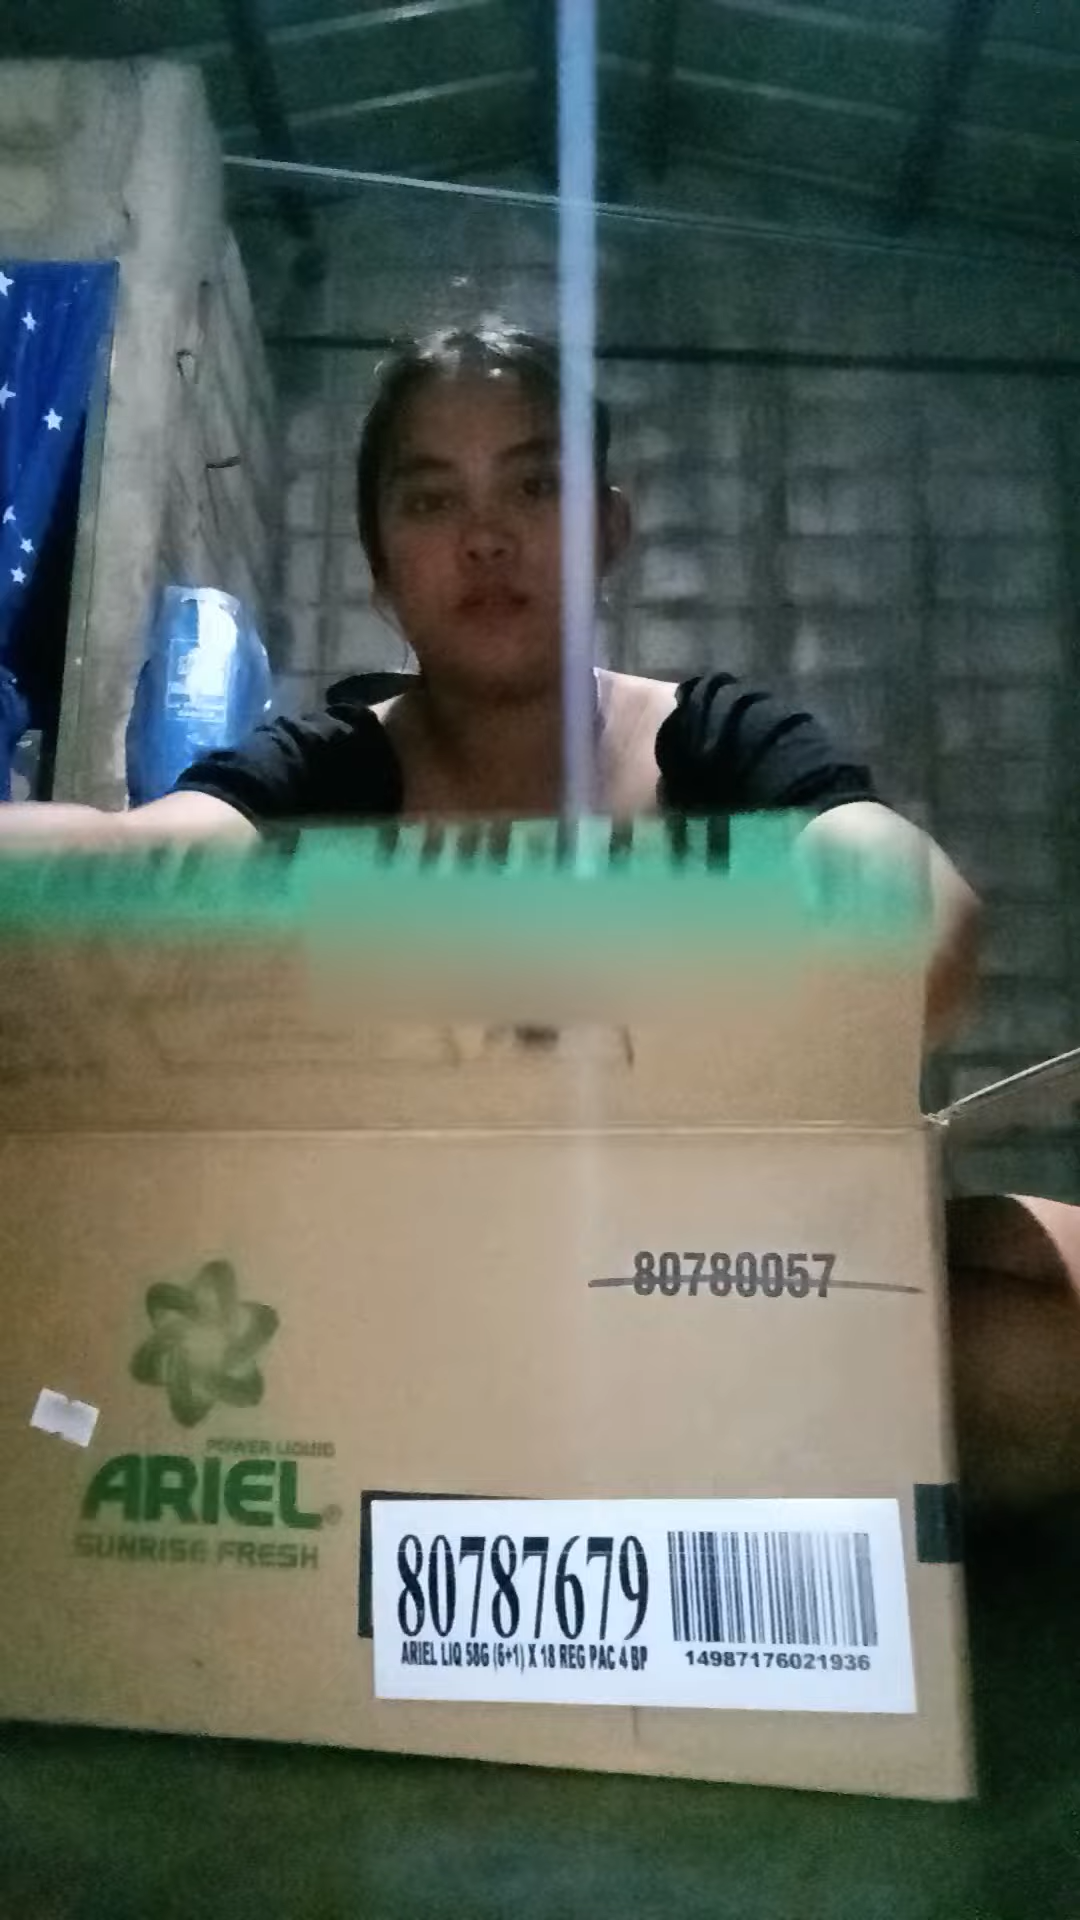 80780057
POWER LIQUID
ARIEL®
SUNRISE FRESH
80787679
ARIEL LIQ 58G (6+1) X 18 REG PAC 4 BP
14987176021936